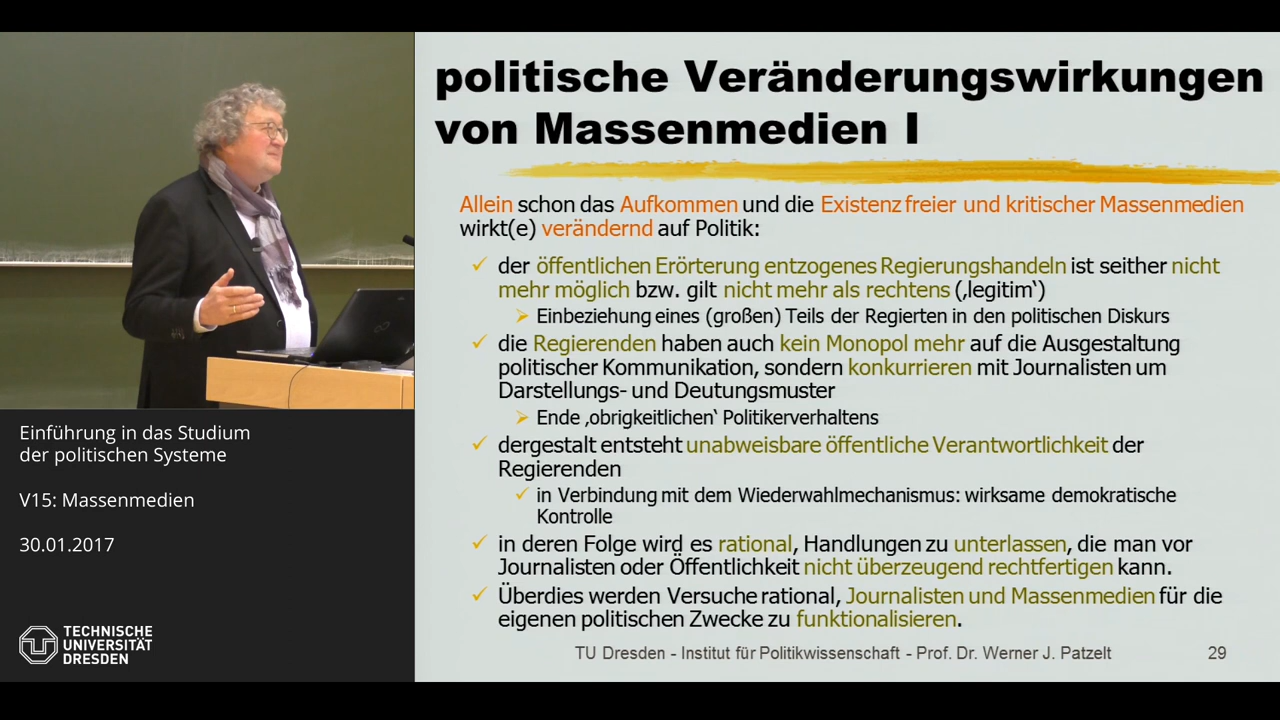 politische Veränderungswirkungen
von Massenmedien I
Allein schon das Aufkommen und die Existenz freier und kritischer Massenmedien
wirkt(e) verändernd auf Politik:
der öffentlichen Erörterung entzogenes Regierungshandeln ist seither nicht
mehr möglich bzw. gilt nicht mehr als rechtens (‚legitim‘)
Einbeziehung eines (großen) Teils der Regierten in den politischen Diskurs
die Regierenden haben auch kein Monopol mehr auf die Ausgestaltung
politischer Kommunikation, sondern konkurrieren mit Journalisten um
Darstellungs- und Deutungsmuster
Ende ‚obrigkeitlichen‘ Politikerverhaltens
dergestalt entsteht unabweisbare öffentliche Verantwortlichkeit der
Regierenden
in Verbindung mit dem Wiederwahlmechanismus: wirksame demokratische
Kontrolle
in deren Folge wird es rational, Handlungen zu unterlassen, die man vor
Journalisten oder Öffentlichkeit nicht überzeugend rechtfertigen kann.
Überdies werden Versuche rational, Journalisten und Massenmedien für die
eigenen politischen Zwecke zu funktionalisieren.
TU Dresden - Institut für Politikwissenschaft - Prof. Dr. Werner J. Patzelt 29
Einführung in das Studium
der politischen Systeme
V15: Massenmedien
30.01.2017
TECHNISCHE
UNIVERSITÄT
DRESDEN